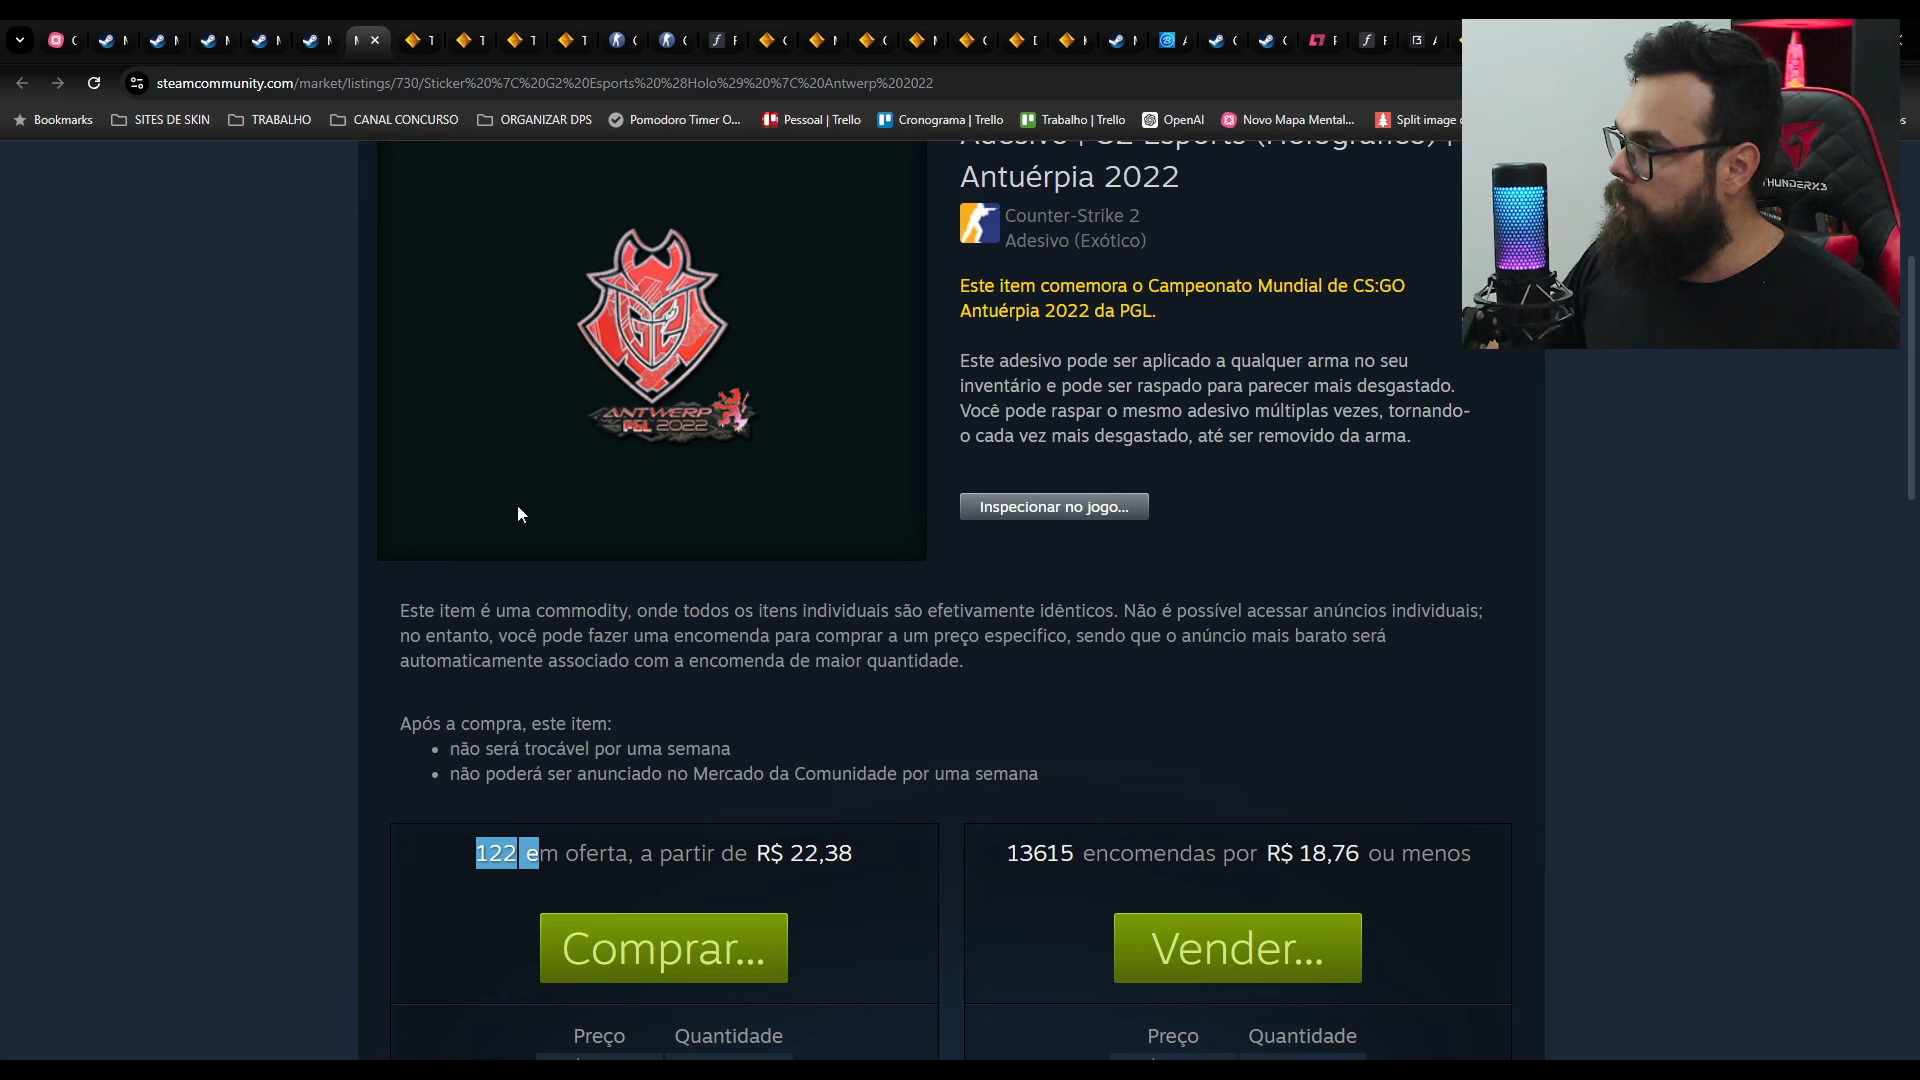 steamcommunity.com/market/listings/730/Sticker%20%7C%20G2%20Esports%20%28Holo%29%20%7C%20Antwerp%202022
Bookmarks SITES DE SKIN TRABALHO CANAL CONCURSO ORGANIZAR DPS Pomodoro Timer O... Pessoal | Trello Cronograma | Trello Trabalho | Trello OpenAI Novo Mapa Mental... Split image
THUNDERX3
Adesivo | G2 Esports (Holográfico) |
Antuérpia 2022
Counter-Strike 2
Adesivo (Exótico)
Este item comemora o Campeonato Mundial de CS:GO
Antuérpia 2022 da PGL.
Este adesivo pode ser aplicado a qualquer arma no seu
inventário e pode ser raspado para parecer mais desgastado.
Você pode raspar o mesmo adesivo múltiplas vezes, tornando-
o cada vez mais desgastado, até ser removido da arma.
Inspecionar no jogo...
ANTWERP
PGL 2022
Este item é uma commodity, onde todos os itens individuais são efetivamente idênticos. Não é possível acessar anúncios individuais;
no entanto, você pode fazer uma encomenda para comprar a um preço especifico, sendo que o anúncio mais barato será
automaticamente associado com a encomenda de maior quantidade.
Após a compra, este item:
não será trocável por uma semana
não poderá ser anunciado no Mercado da Comunidade por uma semana
122 em oferta, a partir de R$ 22,38
13615 encomendas por R$ 18,76 ou menos
Comprar...
Vender...
Preço Quantidade
Preço Quantidade